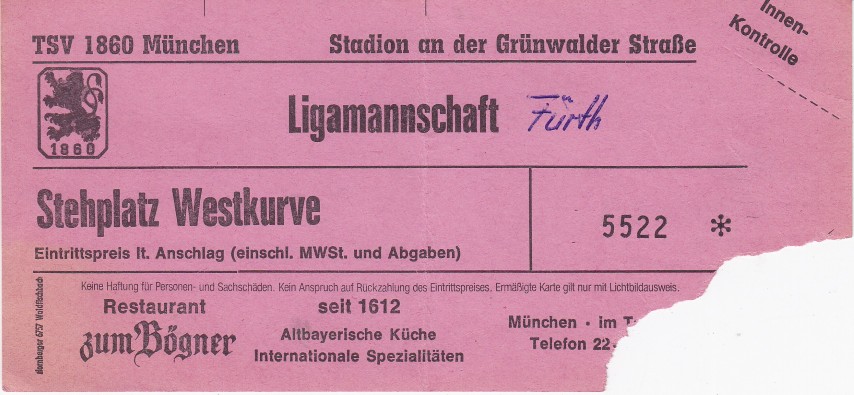 TSV 1860 München
Stadion an der Grünwalder Straße
Innen-
Kontrolle
1860
Ligamannschaft Fürth
Stehplatz Westkurve
5522 *
Eintrittspreis lt. Anschlag (einschl. MWSt. und Abgaben)
Keine Haftung für Personen- und Sachschäden. Kein Anspruch auf Rückzahlung des Eintrittspreises. Ermäßigte Karte gilt nur mit Lichtbildausweis.
Restaurant
zum Bögner
seit 1612
Altbayerische Küche
Internationale Spezialitäten
München · im
Telefon 22